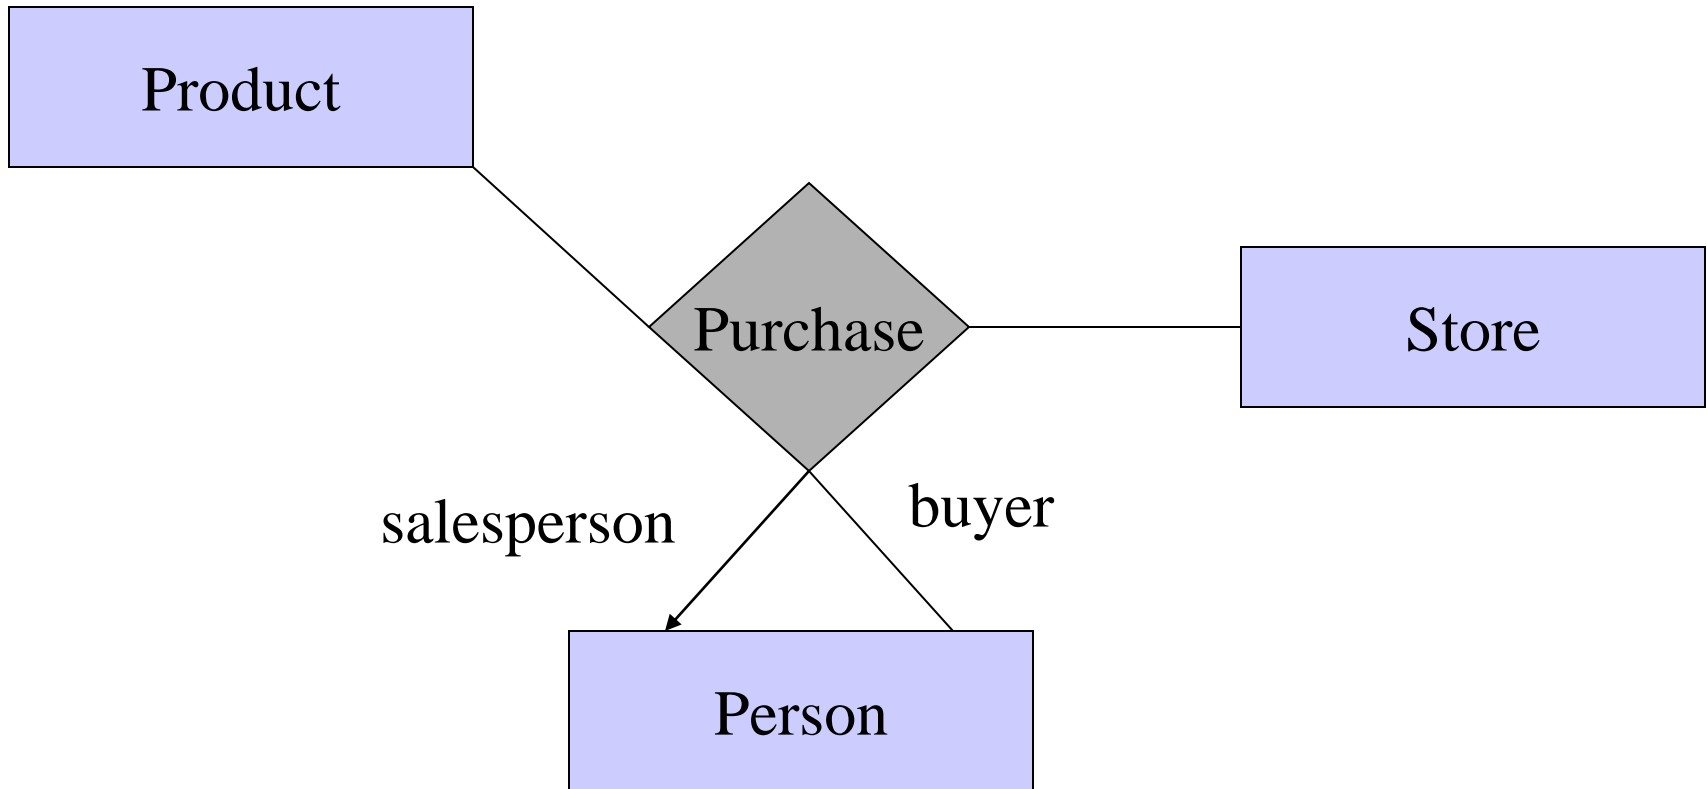 Product
Purchase
Store
salesperson
buyer
Person